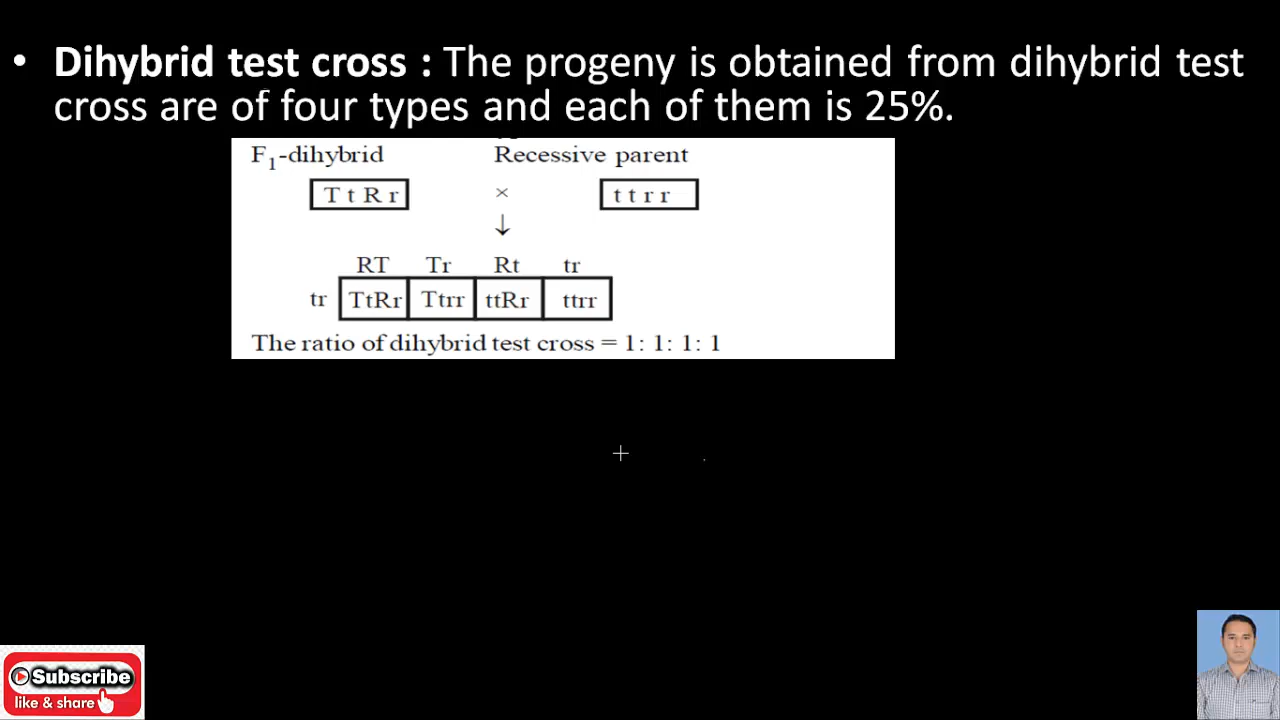 • Dihybrid test cross : The progeny is obtained from dihybrid test
cross are of four types and each of them is 25%.
F1-dihybrid Recessive parent
T t R r × t t r r
↓
RT Tr Rt tr
tr TtRr Ttrr ttRr ttrr
The ratio of dihybrid test cross = 1: 1: 1: 1
Subscribe
like & share